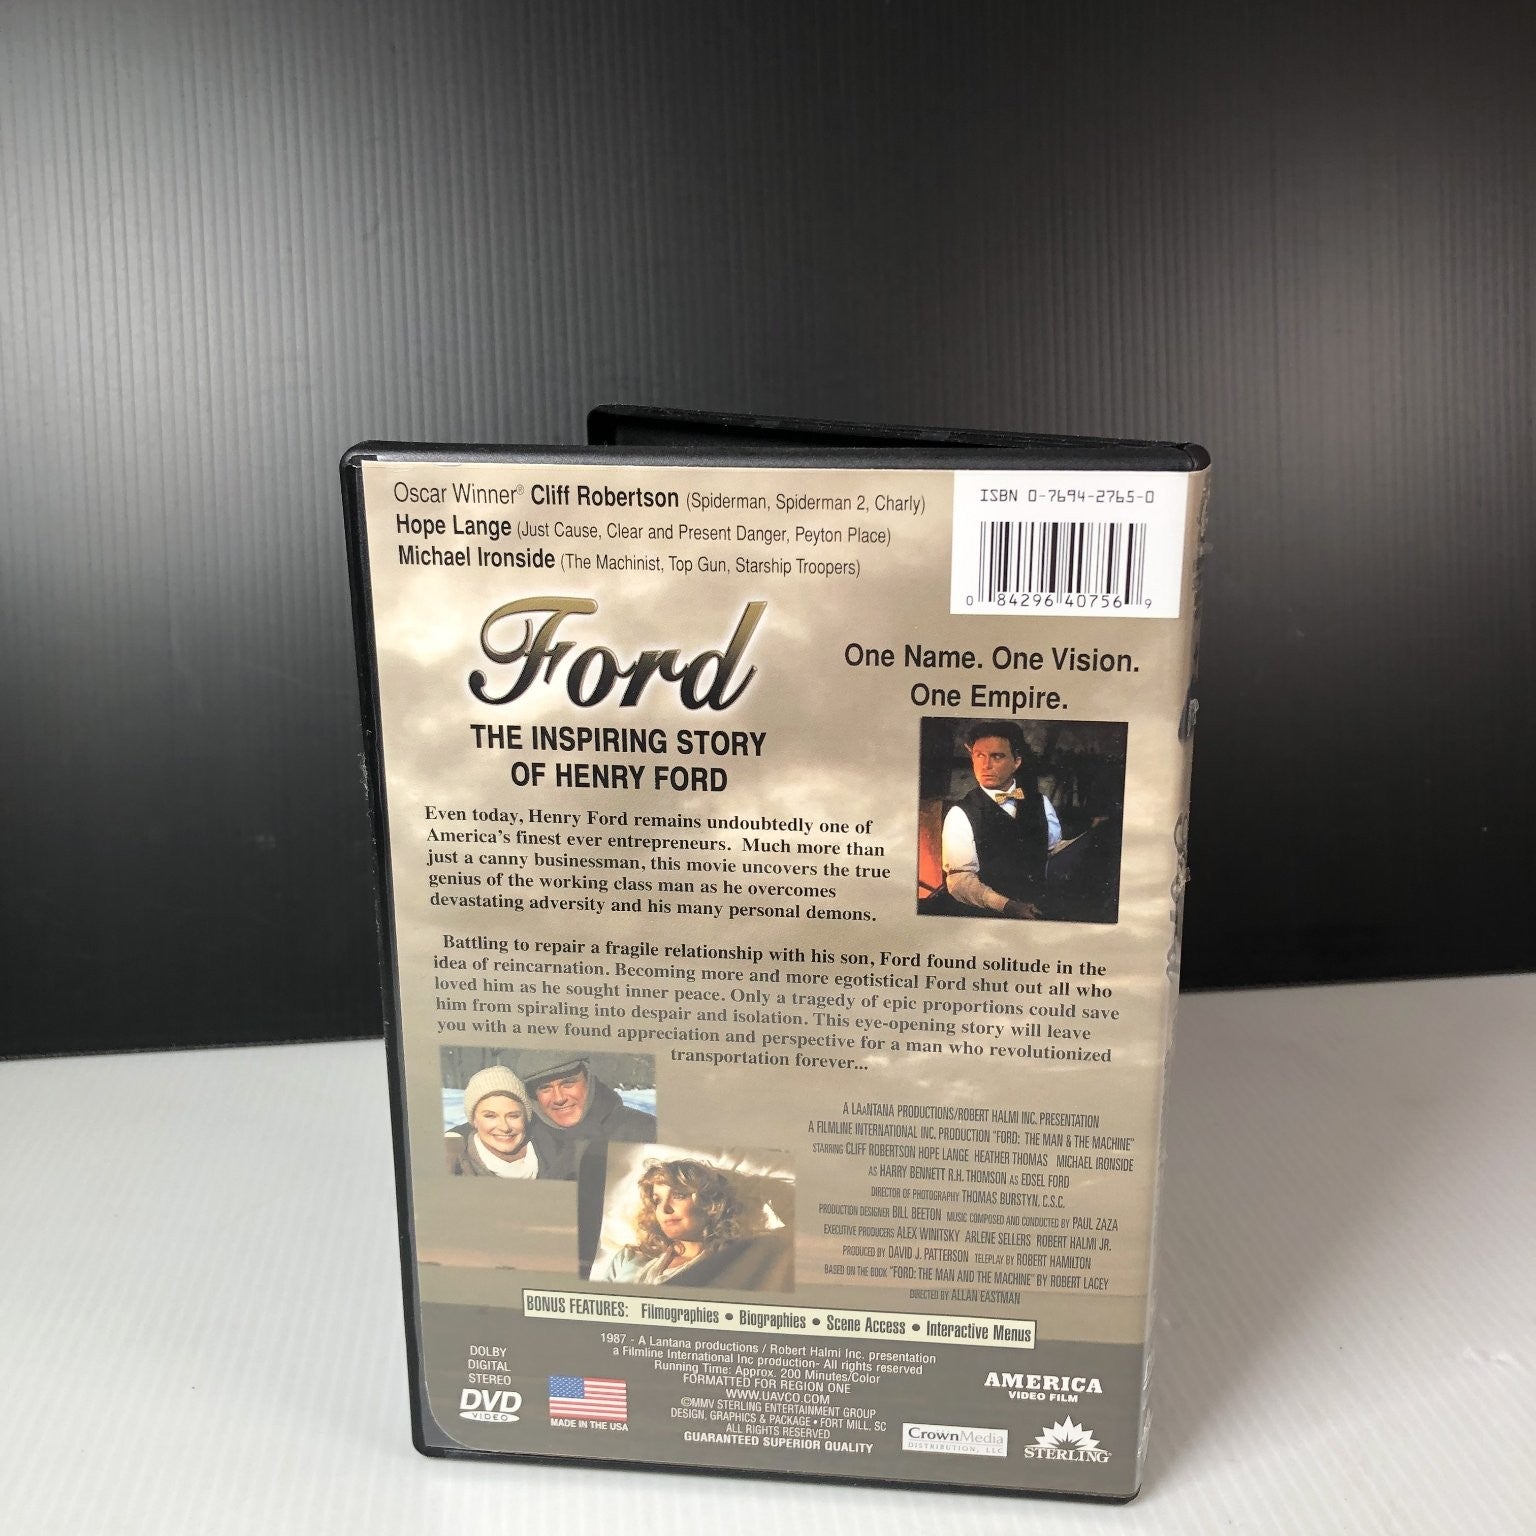 Oscar Winner® Cliff Robertson (Spiderman, Spiderman 2, Charly)
Hope Lange (Just Cause, Clear and Present Danger, Peyton Place)
Michael Ironside (The Machinist, Top Gun, Starship Troopers)
ISBN 0-7694-2765-0
0 84296 40756 9
Ford
THE INSPIRING STORY
OF HENRY FORD
One Name. One Vision.
One Empire.
Even today, Henry Ford remains undoubtedly one of
America's finest ever entrepreneurs. Much more than
just a canny businessman, this movie uncovers the true
genius of the working class man as he overcomes
devastating adversity and his many personal demons.
Battling to repair a fragile relationship with his son, Ford found solitude in the
idea of reincarnation. Becoming more and more egotistical Ford shut out all who
loved him as he sought inner peace. Only a tragedy of epic proportions could save
him from spiraling into despair and isolation. This eye-opening story will leave
you with a new found appreciation and perspective for a man who revolutionized
transportation forever...
A LAANTANA PRODUCTIONS/ROBERT HALMI INC. PRESENTATION
A FILMLINE INTERNATIONAL INC. PRODUCTION "FORD: THE MAN & THE MACHINE"
STARRING CLIFF ROBERTSON HOPE LANGE HEATHER THOMAS MICHAEL IRONSIDE
AS HARRY BENNETT R.H. THOMSON AS EDSEL FORD
DIRECTOR OF PHOTOGRAPHY THOMAS BURSTYN, C.S.C.
PRODUCTION DESIGNER BILL BEETON MUSIC COMPOSED AND CONDUCTED BY PAUL ZAZA
EXECUTIVE PRODUCERS ALEX WINITSKY ARLENE SELLERS ROBERT HALMI JR.
PRODUCED BY DAVID J. PATTERSON TELEPLAY BY ROBERT HAMILTON
BASED ON THE BOOK "FORD: THE MAN AND THE MACHINE" BY ROBERT LACEY
DIRECTED BY ALLAN EASTMAN
BONUS FEATURES: Filmographies • Biographies • Scene Access • Interactive Menus
DOLBY
DIGITAL
STEREO
DVD
VIDEO
MADE IN THE USA
1987 - A Lantana productions / Robert Halmi Inc. presentation
a Filmline International Inc production- All rights reserved
Running Time: Approx. 200 Minutes/Color
FORMATTED FOR REGION ONE
WWW.UAVCO.COM
©MMV STERLING ENTERTAINMENT GROUP
DESIGN, GRAPHICS & PACKAGE • FORT MILL, SC
ALL RIGHTS RESERVED
GUARANTEED SUPERIOR QUALITY
AMERICA
VIDEO FILM
CrownMedia
DISTRIBUTION, LLC
STERLING